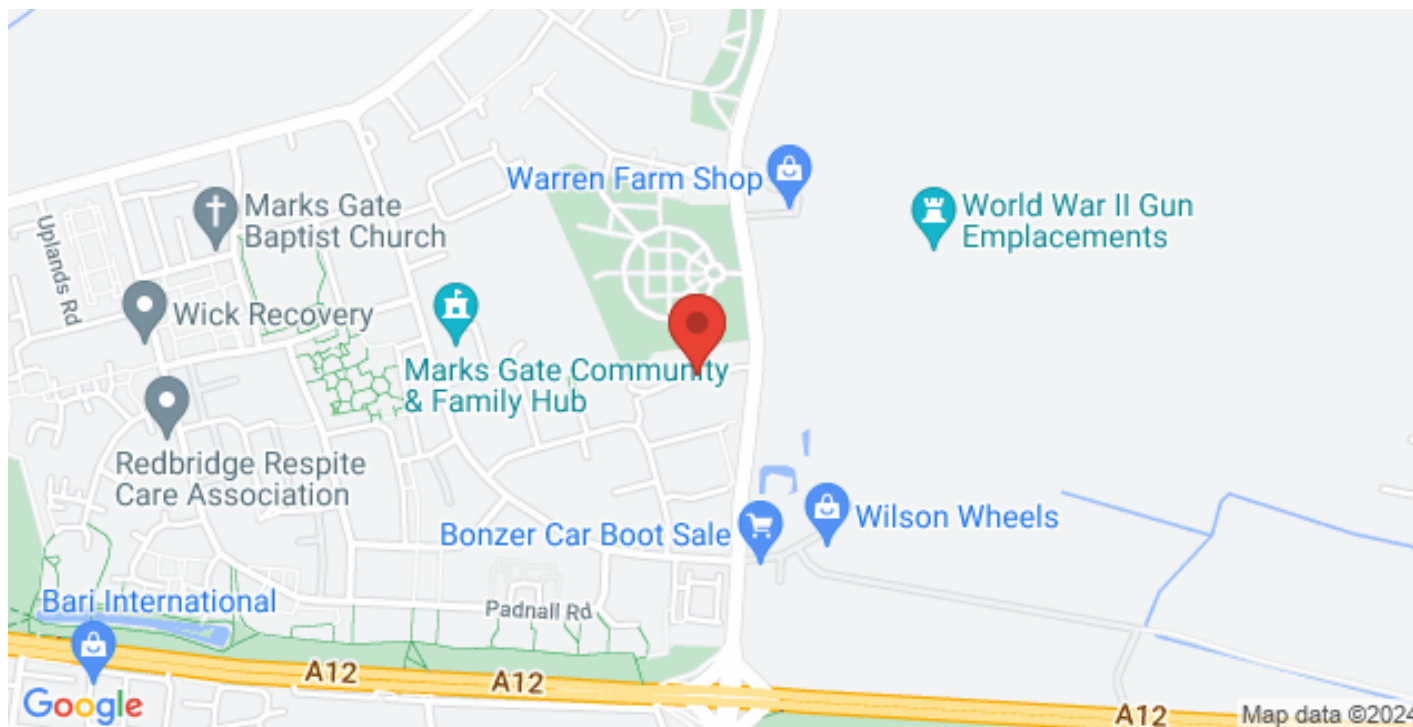 Warren Farm Shop
World War II Gun
Emplacements
Marks Gate
Baptist Church
Uplands Rd
Wick Recovery
Marks Gate Community
& Family Hub
Redbridge Respite
Care Association
Wilson Wheels
Bonzer Car Boot Sale
Bari International
Padnall Rd
A12
A12
A12
Google
Map data ©2024